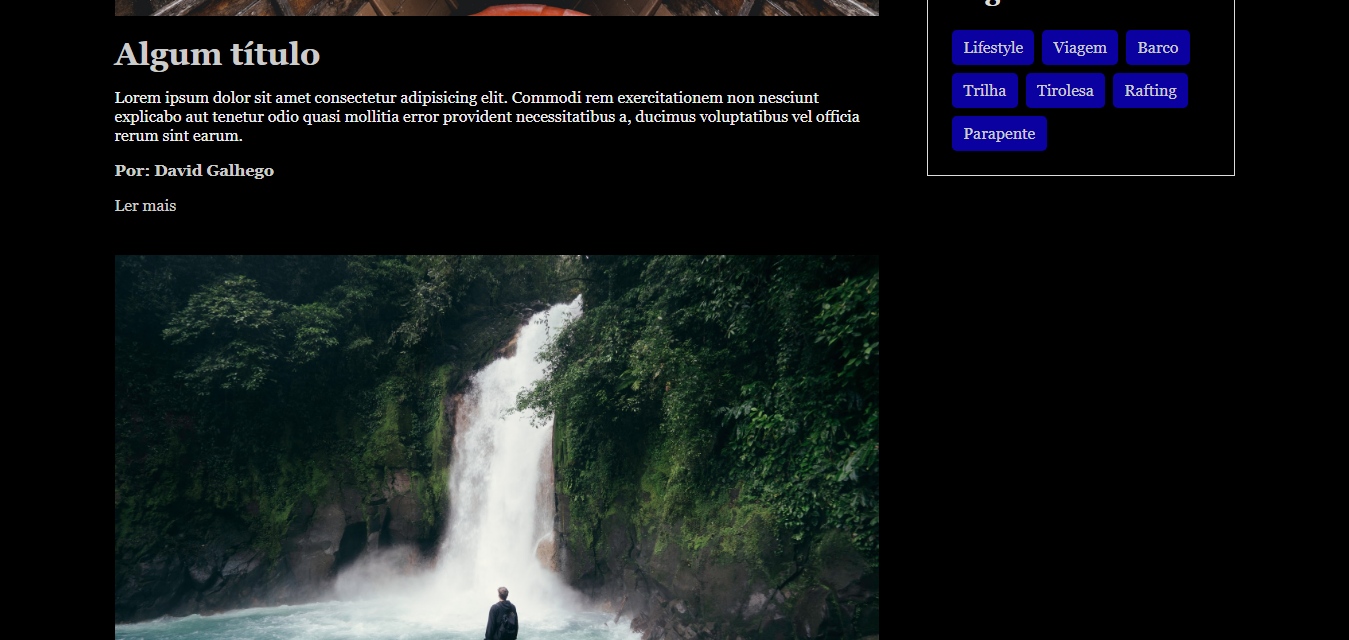 Algum título
Lorem ipsum dolor sit amet consectetur adipisicing elit. Commodi rem exercitationem non nesciunt
explicabo aut tenetur odio quasi mollitia error provident necessitatibus a, ducimus voluptatibus vel officia
rerum sint earum.
Por: David Galhego
Ler mais
Lifestyle
Viagem
Barco
Trilha
Tirolesa
Rafting
Parapente